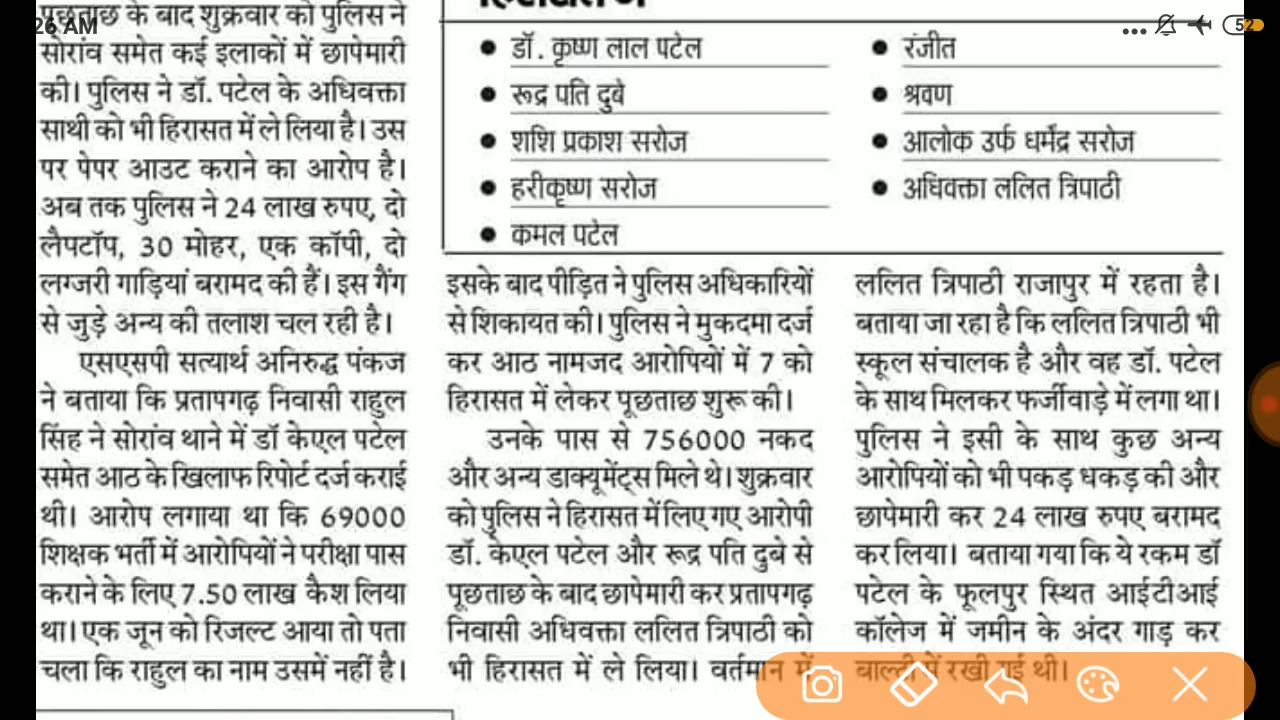 26 AM
52
पूछताछ के बाद शुक्रवार को पुलिस ने
सोरांव समेत कई इलाकों में छापेमारी
की। पुलिस ने डॉ. पटेल के अधिवक्ता
साथी को भी हिरासत में ले लिया है। उस
पर पेपर आउट कराने का आरोप है।
अब तक पुलिस ने 24 लाख रुपए, दो
लैपटॉप, 30 मोहर, एक कॉपी, दो
लग्जरी गाड़ियां बरामद की हैं। इस गैंग
से जुड़े अन्य की तलाश चल रही है।
एसएसपी सत्यार्थ अनिरुद्ध पंकज
ने बताया कि प्रतापगढ़ निवासी राहुल
सिंह ने सोरांव थाने में डॉ केएल पटेल
समेत आठ के खिलाफ रिपोर्ट दर्ज कराई
थी। आरोप लगाया था कि 69000
शिक्षक भर्ती में आरोपियों ने परीक्षा पास
कराने के लिए 7.50 लाख कैश लिया
था। एक जून को रिजल्ट आया तो पता
चला कि राहुल का नाम उसमें नहीं है।
● डॉ. कृष्ण लाल पटेल
● रूद्र पति दुबे
● शशि प्रकाश सरोज
● हरीकृष्ण सरोज
● कमल पटेल
● रंजीत
● श्रवण
● आलोक उर्फ धर्मेंद्र सरोज
● अधिवक्ता ललित त्रिपाठी
इसके बाद पीड़ित ने पुलिस अधिकारियों
से शिकायत की। पुलिस ने मुकदमा दर्ज
कर आठ नामजद आरोपियों में 7 को
हिरासत में लेकर पूछताछ शुरू की।
उनके पास से 756000 नकद
और अन्य डाक्यूमेंट्स मिले थे। शुक्रवार
को पुलिस ने हिरासत में लिए गए आरोपी
डॉ. केएल पटेल और रूद्र पति दुबे से
पूछताछ के बाद छापेमारी कर प्रतापगढ़
निवासी अधिवक्ता ललित त्रिपाठी को
भी हिरासत में ले लिया। वर्तमान में
ललित त्रिपाठी राजापुर में रहता है।
बताया जा रहा है कि ललित त्रिपाठी भी
स्कूल संचालक है और वह डॉ. पटेल
के साथ मिलकर फर्जीवाड़े में लगा था।
पुलिस ने इसी के साथ कुछ अन्य
आरोपियों को भी पकड़ धकड़ की और
छापेमारी कर 24 लाख रुपए बरामद
कर लिया। बताया गया कि ये रकम डॉ
पटेल के फूलपुर स्थित आईटीआई
कॉलेज में जमीन के अंदर गाड़ कर
बाल्टी में रखी गई थी।